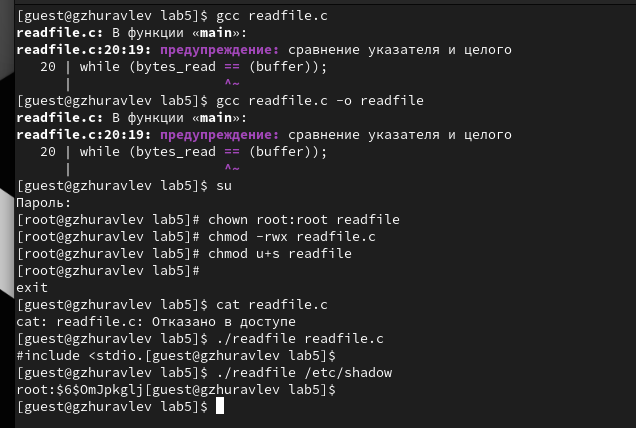 [guest@gzhuravlev lab5]$ gcc readfile.c
readfile.c: В функции «main»:
readfile.c:20:19: предупреждение: сравнение указателя и целого
   20 | while (bytes_read == (buffer));
      |                   ^~
[guest@gzhuravlev lab5]$ gcc readfile.c -o readfile
readfile.c: В функции «main»:
readfile.c:20:19: предупреждение: сравнение указателя и целого
   20 | while (bytes_read == (buffer));
      |                   ^~
[guest@gzhuravlev lab5]$ su
Пароль:
[root@gzhuravlev lab5]# chown root:root readfile
[root@gzhuravlev lab5]# chmod -rwx readfile.c
[root@gzhuravlev lab5]# chmod u+s readfile
[root@gzhuravlev lab5]#
exit
[guest@gzhuravlev lab5]$ cat readfile.c
cat: readfile.c: Отказано в доступе
[guest@gzhuravlev lab5]$ ./readfile readfile.c
#include <stdio.[guest@gzhuravlev lab5]$
[guest@gzhuravlev lab5]$ ./readfile /etc/shadow
root:$6$OmJpkglj[guest@gzhuravlev lab5]$
[guest@gzhuravlev lab5]$